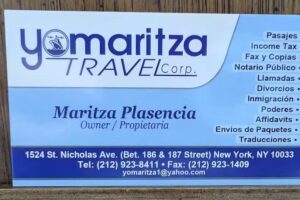 yomaritza
TRAVEL Corp.
Maritza Plasencia
Owner / Propietaria
Pasajes
Income Tax
Fax y Copias
Notario Público
Llamadas
Divorcios
Inmigración
Poderes
Affidavits
Envios de Paquetes
Traducciones
1524 St. Nicholas Ave. (Bet. 186 & 187 Street) New York, NY 10033
Tel: (212) 923-8411 • Fax: (212) 923-1409
yomaritza1@yahoo.com